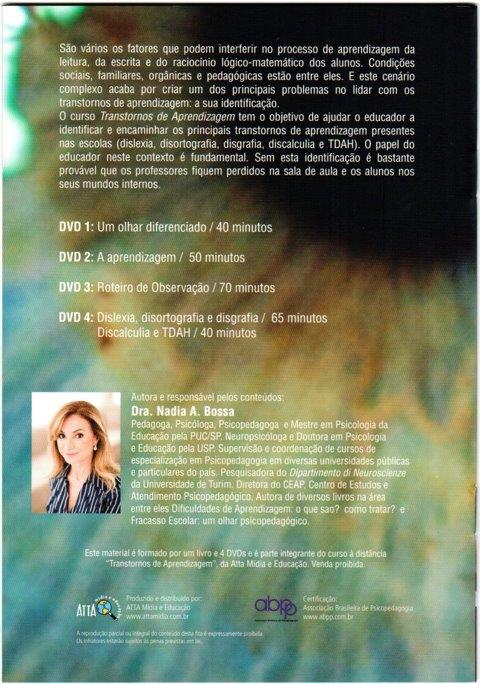 São vários os fatores que podem interferir no processo de aprendizagem da
leitura, da escrita e do raciocínio lógico-matemático dos alunos. Condições
sociais, familiares, orgânicas e pedagógicas estão entre eles. E este cenário
complexo acaba por criar um dos principais problemas no lidar com os
transtornos de aprendizagem: a sua identificação.
O curso Transtornos de Aprendizagem tem o objetivo de ajudar o educador a
identificar e encaminhar os principais transtornos de aprendizagem presentes
nas escolas (dislexia, disortografia, disgrafia, discalculia e TDAH). O papel do
educador neste contexto é fundamental. Sem esta identificação é bastante
provável que os professores fiquem perdidos na sala de aula e os alunos nos
seus mundos internos.
DVD 1: Um olhar diferenciado / 40 minutos
DVD 2: A aprendizagem / 50 minutos
DVD 3: Roteiro de Observação / 70 minutos
DVD 4: Dislexia, disortografia e disgrafia / 65 minutos
Discalculia e TDAH / 40 minutos
Autora e responsável pelos conteúdos:
Dra. Nadia A. Bossa
Pedagoga, Psicóloga, Psicopedagoga e Mestre em Psicologia da
Educação pela PUC/SP. Neuropsicóloga e Doutora em Psicologia
e Educação pela USP. Supervisão e coordenação de cursos de
especialização em Psicopedagogia em diversas universidades públicas
e particulares do país. Pesquisadora do Dipartimento di Neuroscienze
da Universidade de Turim. Diretora do CEAP, Centro de Estudos e
Atendimento Psicopedagógico, Autora de diversos livros na área
entre eles Dificuldades de Aprendizagem: o que sao? como tratar? e
Fracasso Escolar: um olhar psicopedagógico.
Este material é formado por um livro e 4 DVDs e é parte integrante do curso à distância
"Transtornos de Aprendizagem", da Atta Mídia e Educação. Venda proibida.
ATTA mídia e educação
Produzido e distribuido por:
ATTA Mídia e Educação
www.attamidia.com.br
abpp
Certificação:
Associação Brasileira de Psicopedagogia
www.abpp.com.br
A reprodução parcial ou integral do conteúdo desta fita é expressamente proibida.
Os infratores estarão sujeitos às penas previstas em lei.